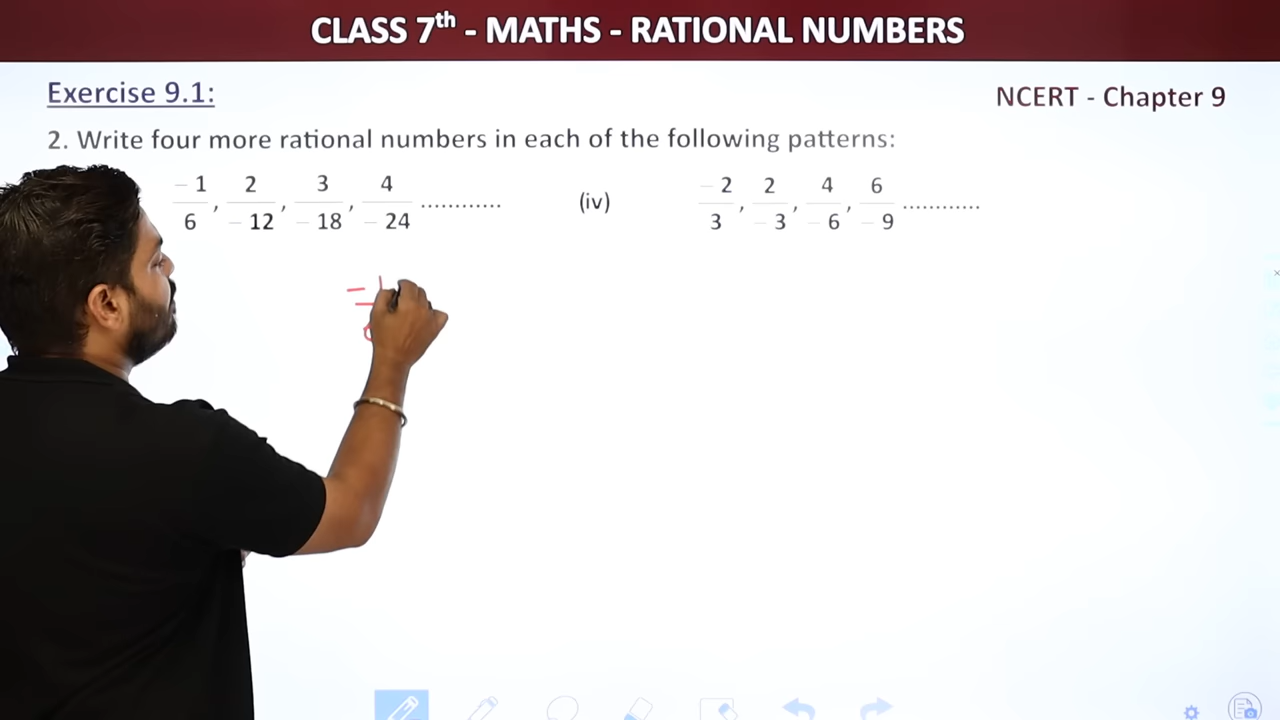 CLASS 7th - MATHS - RATIONAL NUMBERS
Exercise 9.1:
NCERT - Chapter 9
2. Write four more rational numbers in each of the following patterns:
-1/6, 2/-12, 3/-18, 4/-24 ............ (iv) -2/3, 2/-3, 4/-6, 6/-9 ............